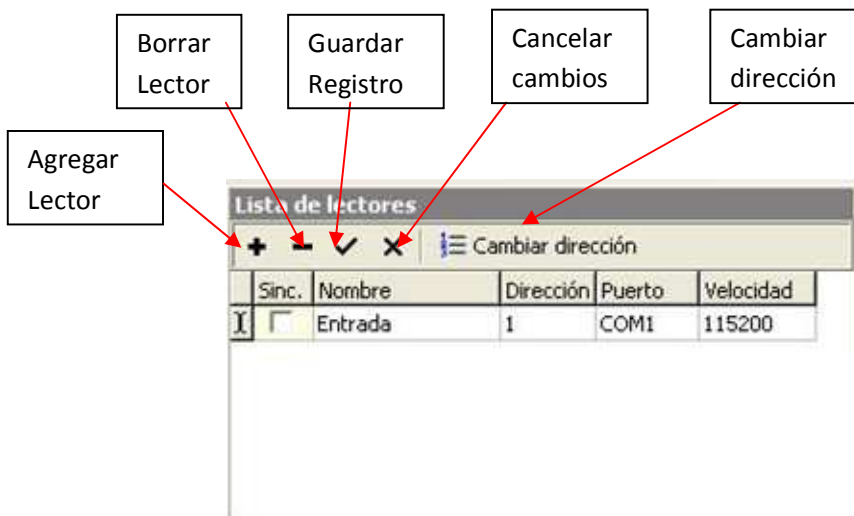 Borrar
Lector
Guardar
Registro
Cancelar
cambios
Cambiar
dirección
Agregar
Lector
Lista de lectores
Cambiar dirección
Sinc. Nombre Dirección Puerto Velocidad
Entrada 1 COM1 115200